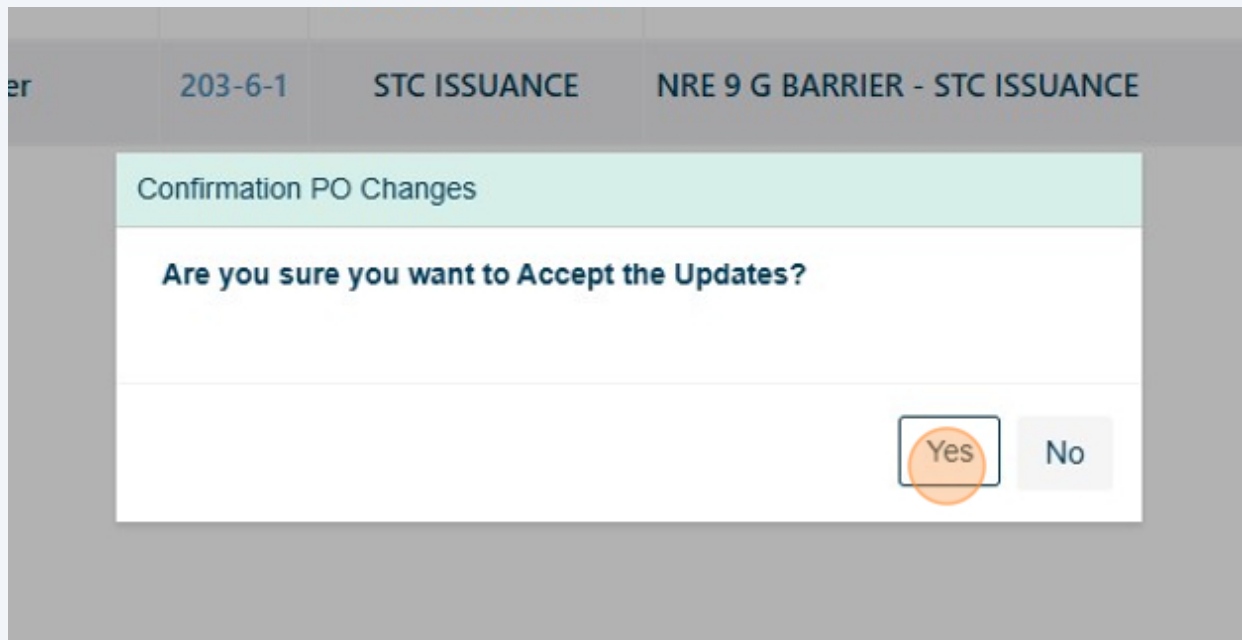 er 203-6-1 STC ISSUANCE NRE 9 G BARRIER - STC ISSUANCE
Confirmation PO Changes
Are you sure you want to Accept the Updates?
Yes No